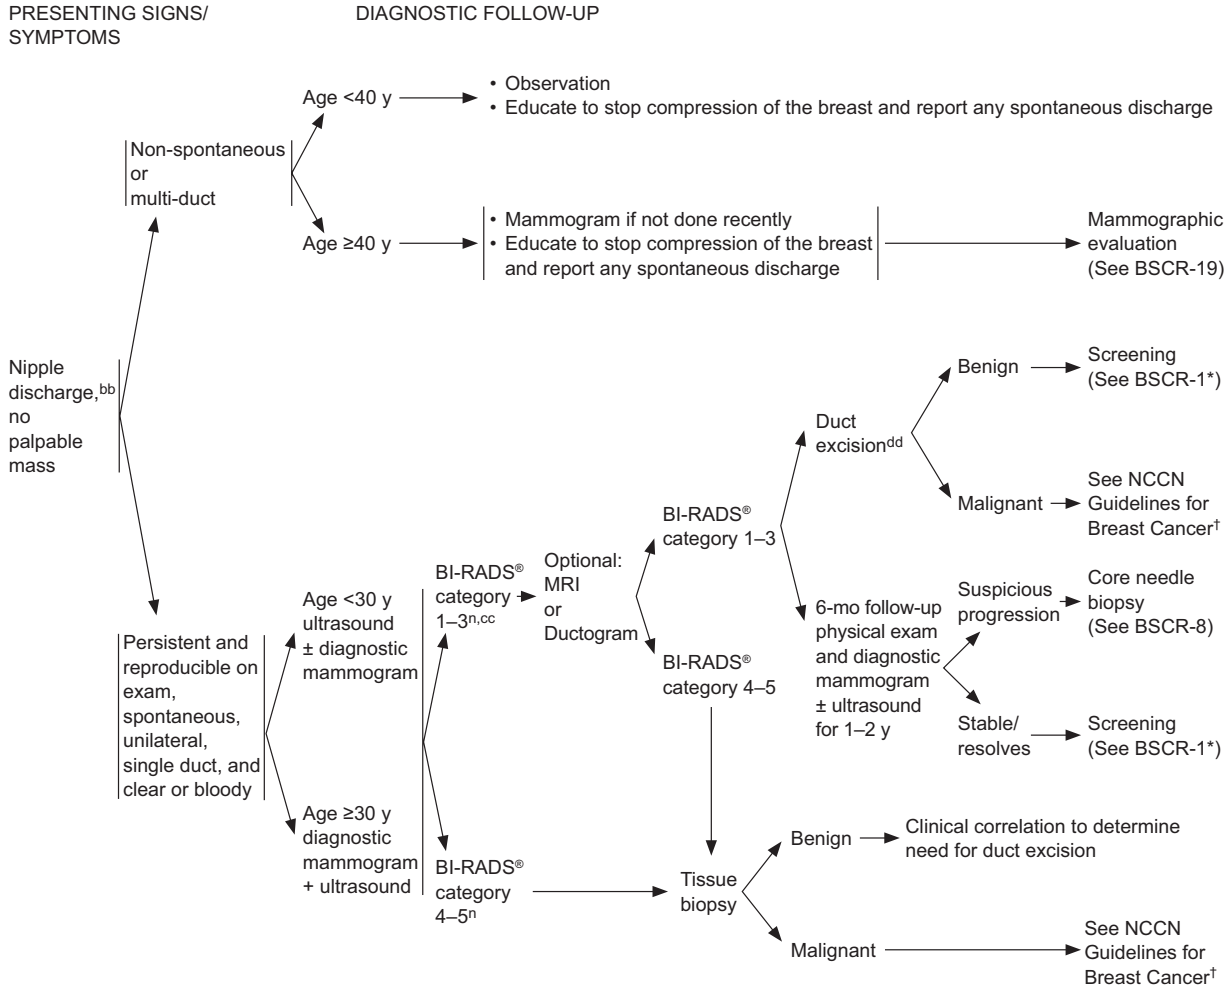 PRESENTING SIGNS/
SYMPTOMS
DIAGNOSTIC FOLLOW-UP
Nipple
discharge,bb
no
palpable
mass
Non-spontaneous
or
multi-duct
Age <40 y
• Observation
• Educate to stop compression of the breast and report any spontaneous discharge
Age ≥40 y
• Mammogram if not done recently
• Educate to stop compression of the breast
and report any spontaneous discharge
Mammographic
evaluation
(See BSCR-19)
Persistent and
reproducible on
exam,
spontaneous,
unilateral,
single duct, and
clear or bloody
Age <30 y
ultrasound
± diagnostic
mammogram
Age ≥30 y
diagnostic
mammogram
+ ultrasound
BI-RADS®
category
1–3n,cc
Optional:
MRI
or
Ductogram
BI-RADS®
category 1–3
Duct
excisiondd
Benign
Screening
(See BSCR-1*)
Malignant
See NCCN
Guidelines for
Breast Cancer†
6-mo follow-up
physical exam
and diagnostic
mammogram
± ultrasound
for 1–2 y
Suspicious
progression
Core needle
biopsy
(See BSCR-8)
Stable/
resolves
Screening
(See BSCR-1*)
BI-RADS®
category 4–5
BI-RADS®
category
4–5n
Tissue
biopsy
Benign
Clinical correlation to determine
need for duct excision
Malignant
See NCCN
Guidelines for
Breast Cancer†